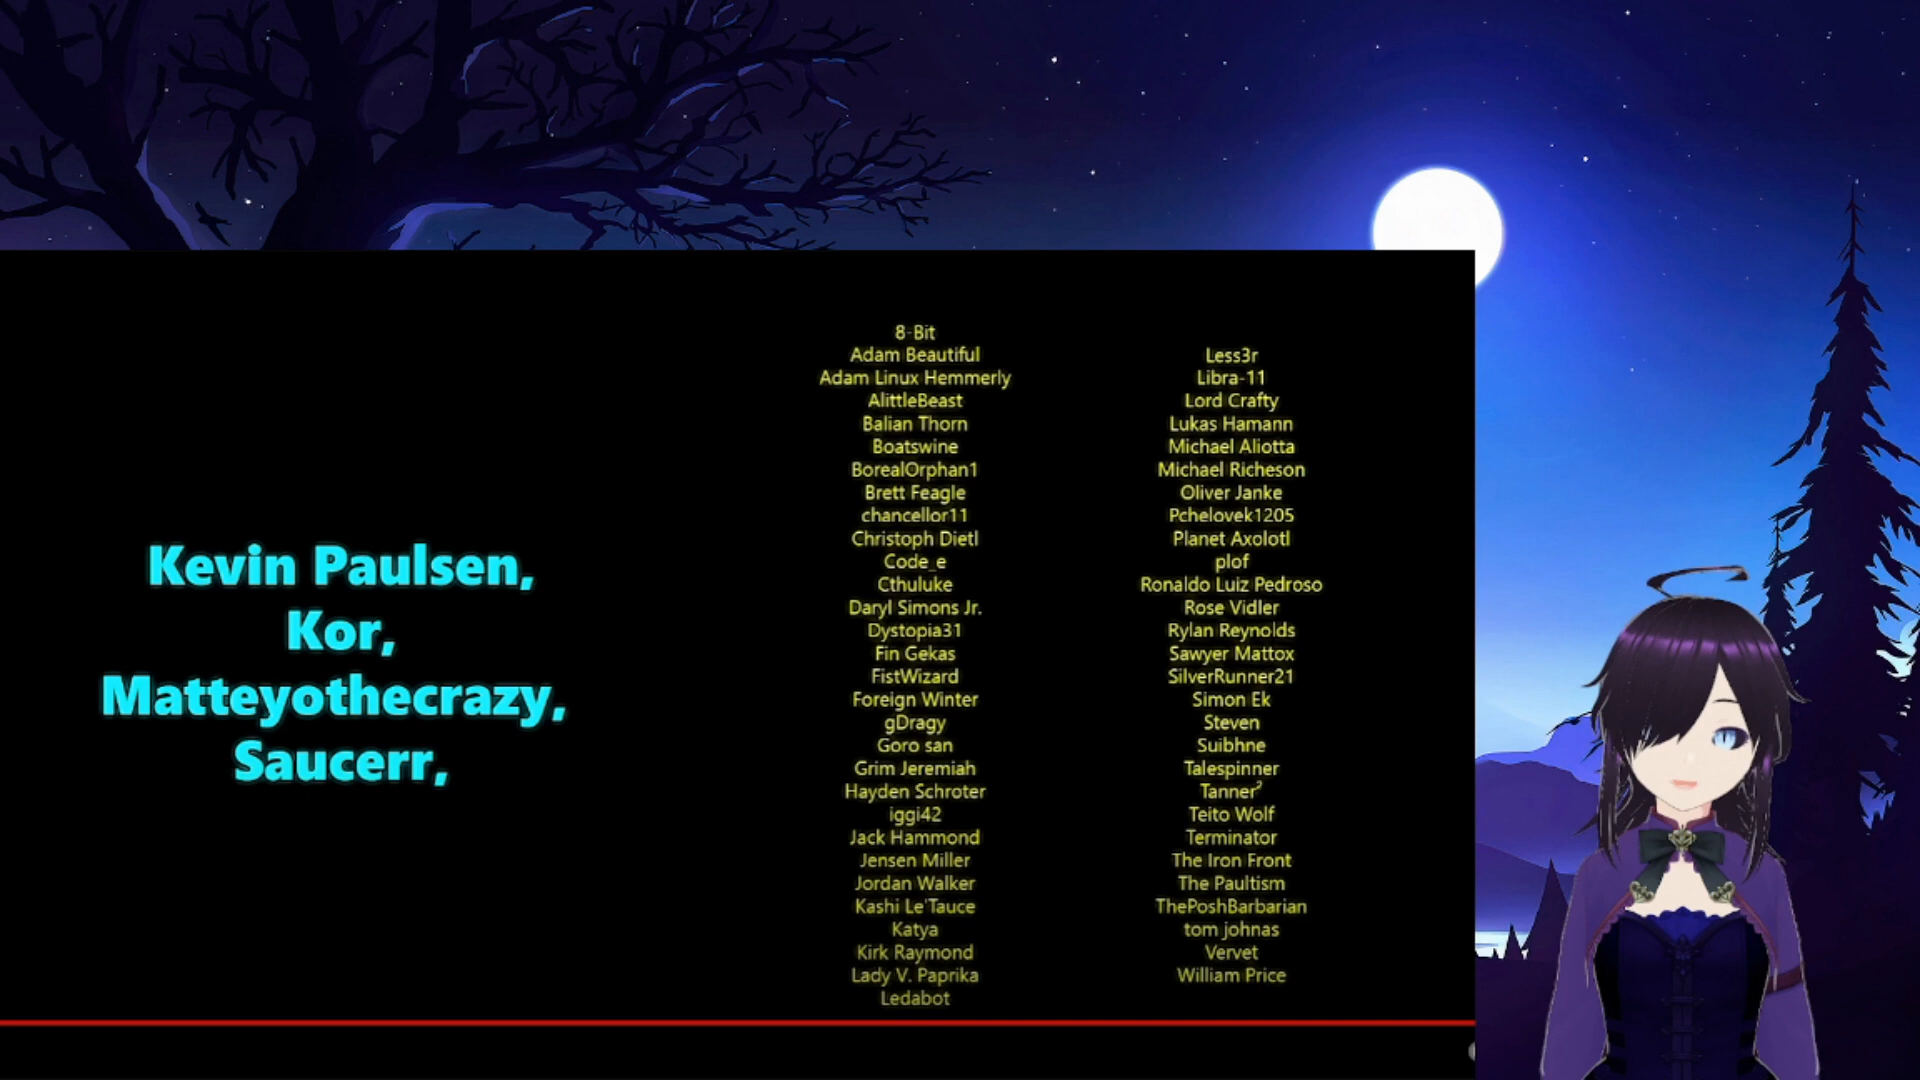 Kevin Paulsen,
Kor,
Matteyothecrazy,
Saucerr,
8-Bit
Adam Beautiful
Adam Linux Hemmerly
AlittleBeast
Balian Thorn
Boatswine
BorealOrphan1
Brett Feagle
chancellor11
Christoph Dietl
Code_e
Cthuluke
Daryl Simons Jr.
Dystopia31
Fin Gekas
FistWizard
Foreign Winter
gDragy
Goro san
Grim Jeremiah
Hayden Schroter
iggi42
Jack Hammond
Jensen Miller
Jordan Walker
Kashi Le'Tauce
Katya
Kirk Raymond
Lady V. Paprika
Ledabot
Less3r
Libra-11
Lord Crafty
Lukas Hamann
Michael Aliotta
Michael Richeson
Oliver Janke
Pchelovek1205
Planet Axolotl
plof
Ronaldo Luiz Pedroso
Rose Vidler
Rylan Reynolds
Sawyer Mattox
SilverRunner21
Simon Ek
Steven
Suibhne
Talespinner
Tanner²
Teito Wolf
Terminator
The Iron Front
The Paultism
ThePoshBarbarian
tom johnas
Vervet
William Price